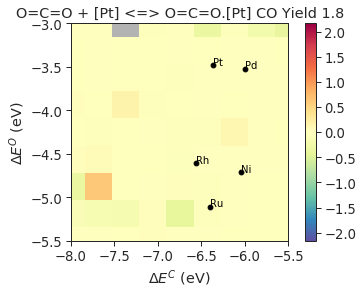 O=C=O + [Pt] <=> O=C=O.[Pt] CO Yield 1.8
−3.0
−3.5
−4.0
−4.5
−5.0
−5.5
ΔE^O (eV)
Pt
Pd
Rh
Ni
Ru
−8.0 −7.5 −7.0 −6.5 −6.0 −5.5
ΔE^C (eV)
2.0
1.5
1.0
0.5
0.0
−0.5
−1.0
−1.5
−2.0